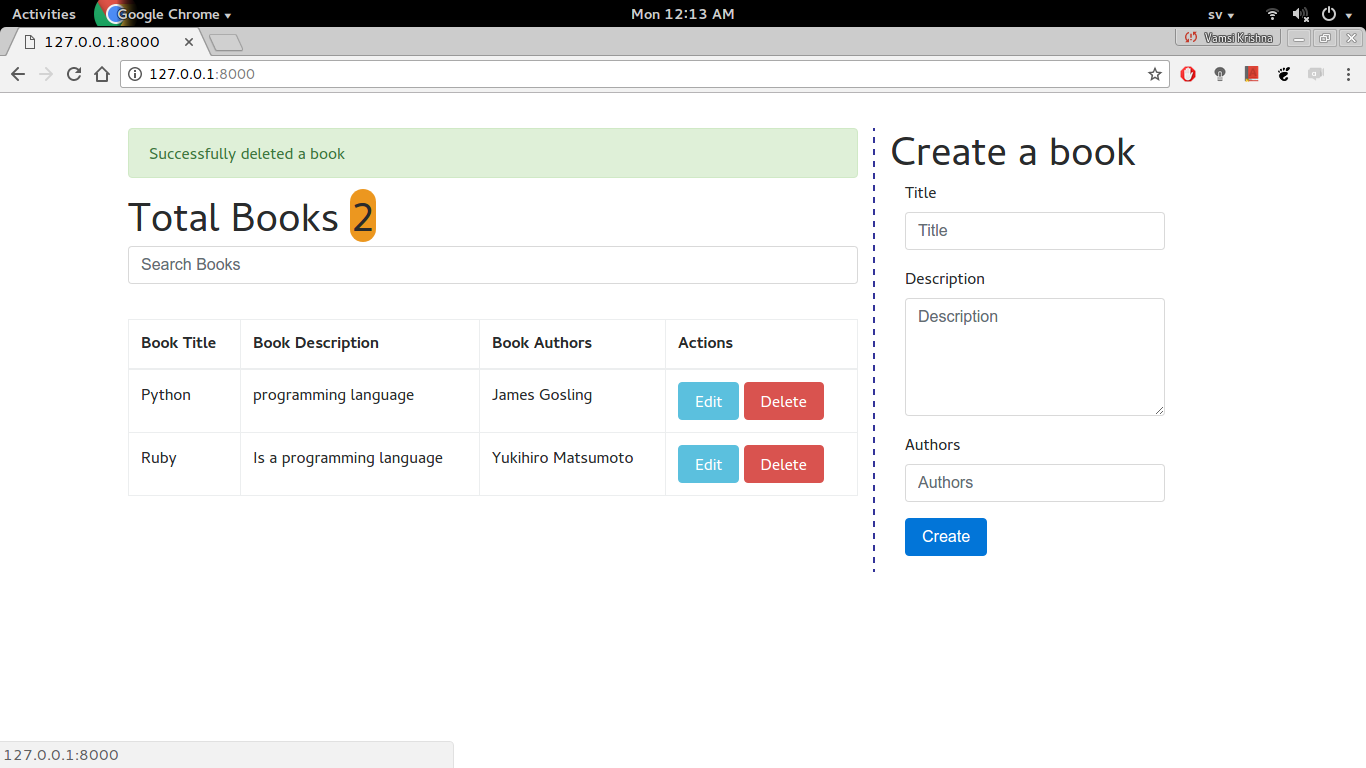 Activities Google Chrome Mon 12:13 AM sv
127.0.0.1:8000 Vamsi Krishna
127.0.0.1:8000
Successfully deleted a book
Total Books 2
Search Books
Book Title Book Description Book Authors Actions
Python programming language James Gosling Edit Delete
Ruby Is a programming language Yukihiro Matsumoto Edit Delete
Create a book
Title
Title
Description
Description
Authors
Authors
Create
127.0.0.1:8000